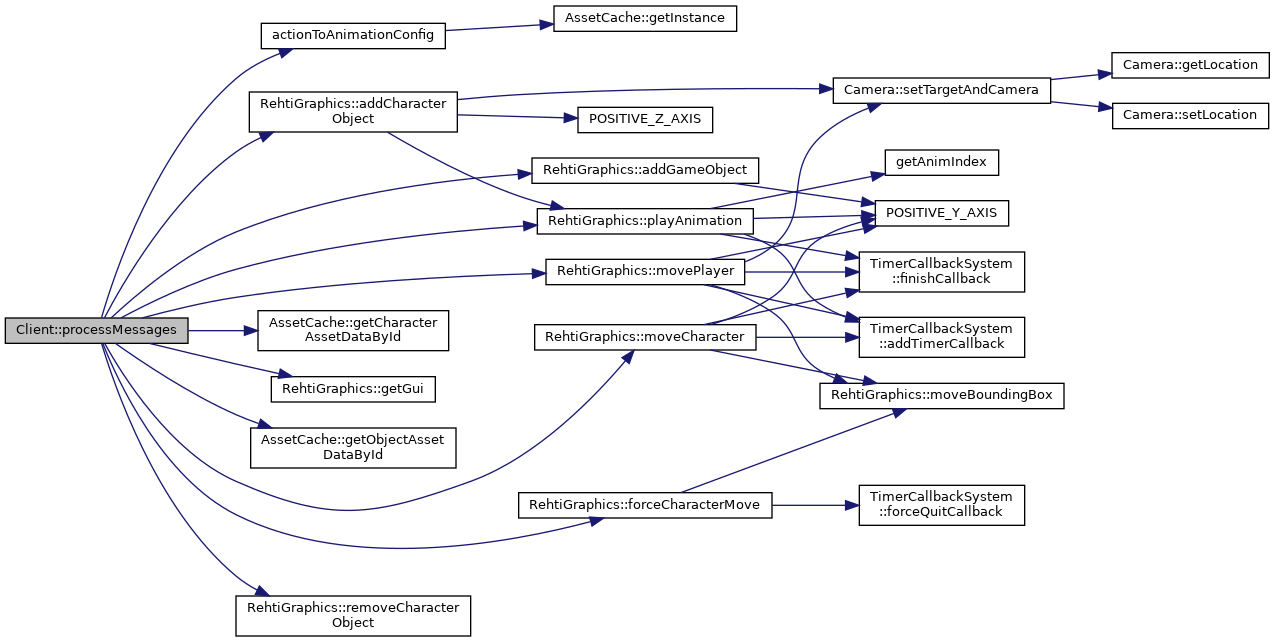 Client::processMessages
actionToAnimationConfig
AssetCache::getInstance
RehtiGraphics::addCharacter
Object
Camera::setTargetAndCamera
Camera::getLocation
Camera::setLocation
POSITIVE_Z_AXIS
RehtiGraphics::addGameObject
getAnimIndex
RehtiGraphics::playAnimation
POSITIVE_Y_AXIS
RehtiGraphics::movePlayer
TimerCallbackSystem
::finishCallback
AssetCache::getCharacter
AssetDataById
RehtiGraphics::moveCharacter
TimerCallbackSystem
::addTimerCallback
RehtiGraphics::getGui
RehtiGraphics::moveBoundingBox
AssetCache::getObjectAsset
DataById
RehtiGraphics::forceCharacterMove
TimerCallbackSystem
::forceQuitCallback
RehtiGraphics::removeCharacter
Object